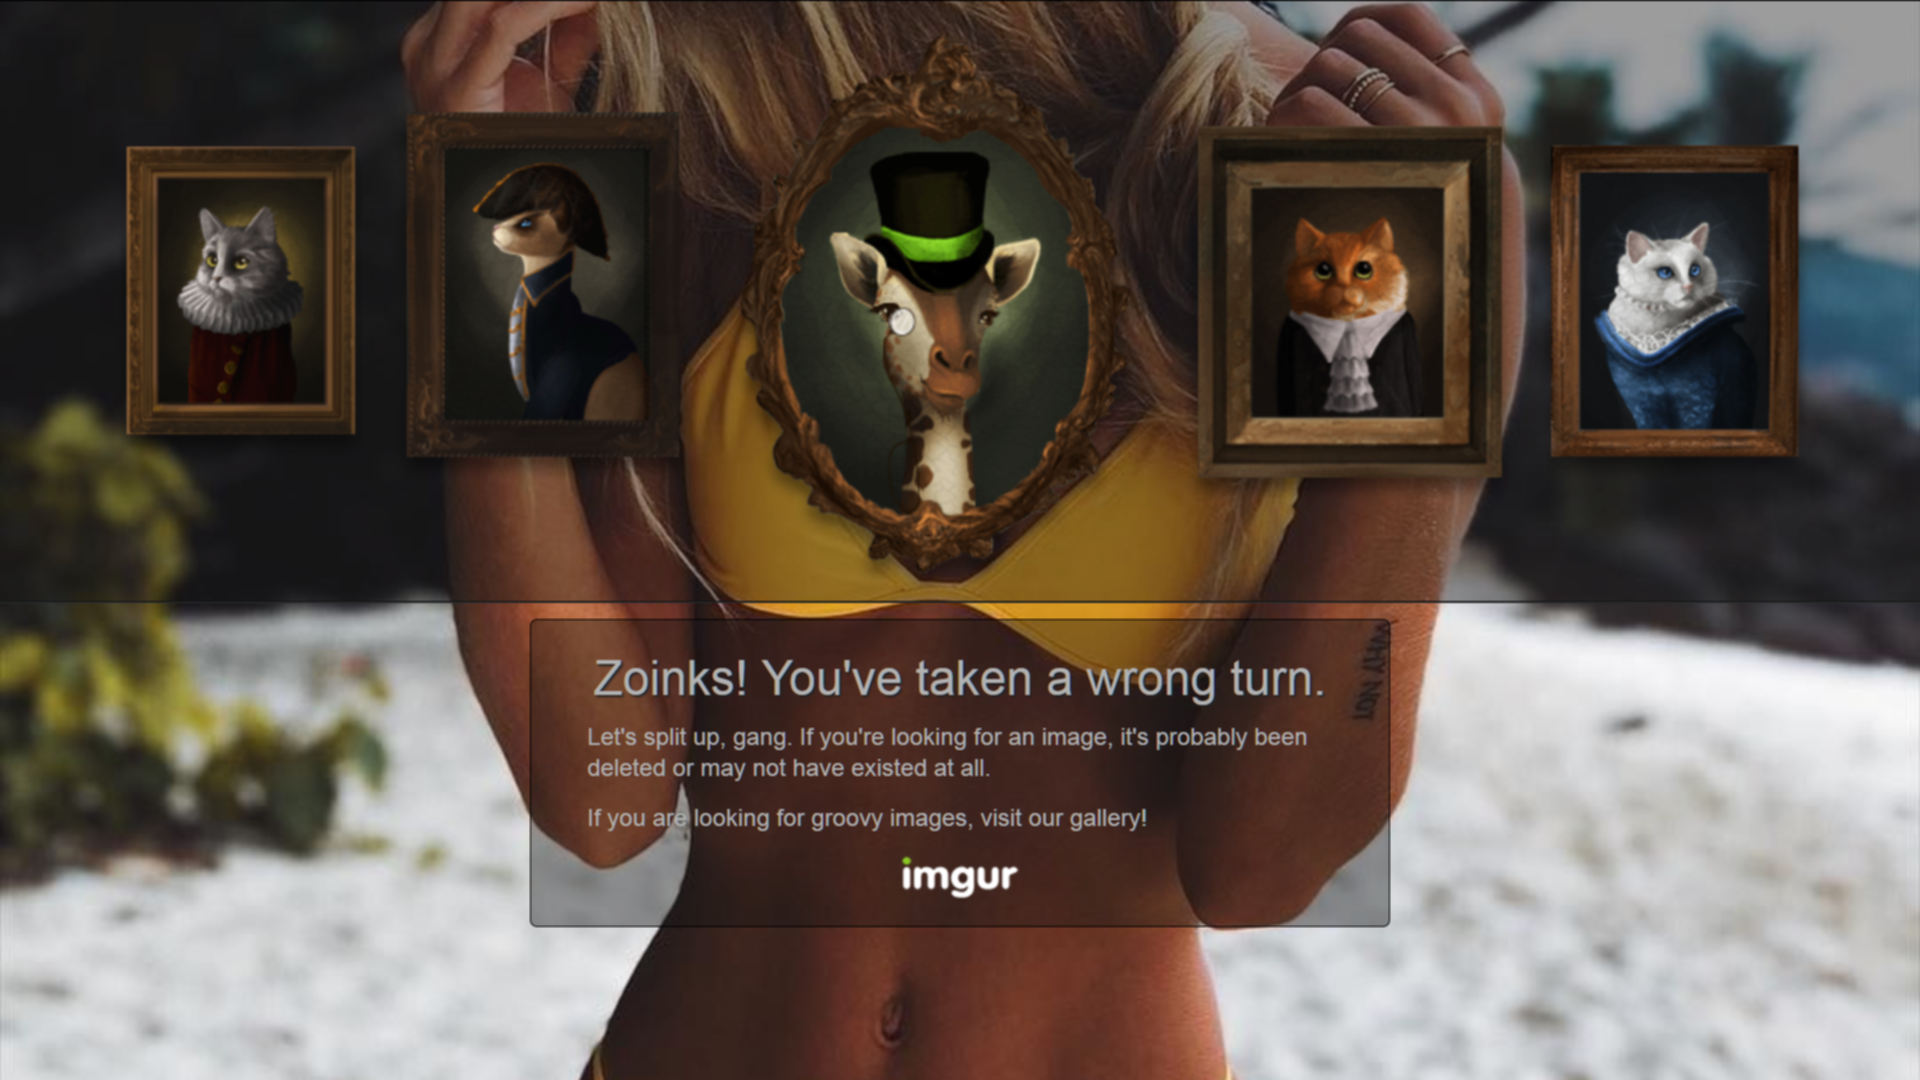 Zoinks! You've taken a wrong turn.
Let's split up, gang. If you're looking for an image, it's probably been
deleted or may not have existed at all.
If you are looking for groovy images, visit our gallery!
imgur
WHY NOT